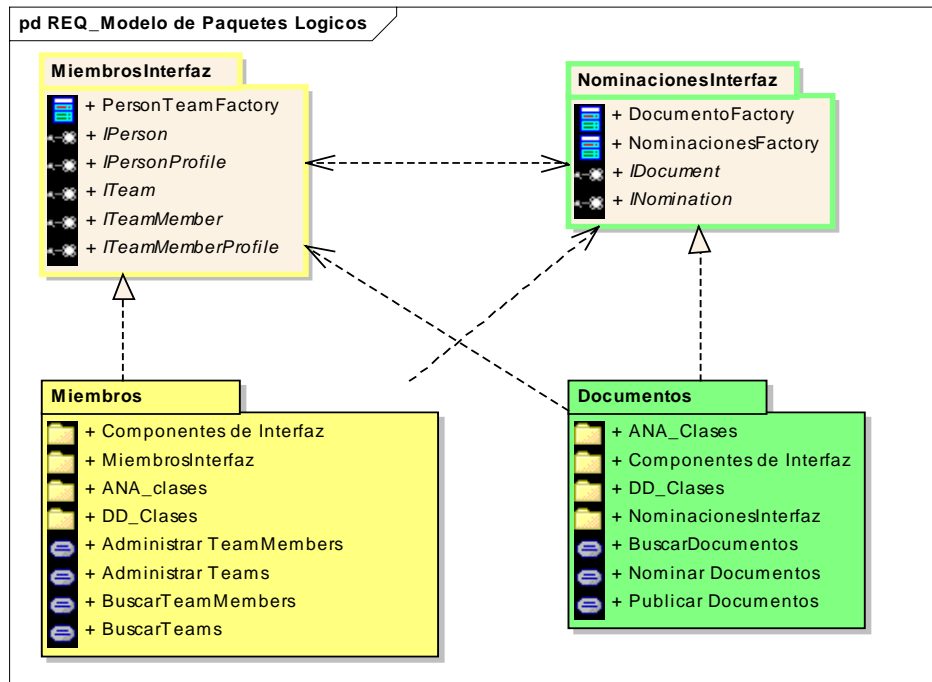 pd REQ_Modelo de Paquetes Logicos
MiembrosInterfaz
+ PersonTeamFactory
+ IPerson
+ IPersonProfile
+ ITeam
+ ITeamMember
+ ITeamMemberProfile
NominacionesInterfaz
+ DocumentoFactory
+ NominacionesFactory
+ IDocument
+ INomination
Miembros
+ Componentes de Interfaz
+ MiembrosInterfaz
+ ANA_clases
+ DD_Clases
+ Administrar TeamMembers
+ Administrar Teams
+ BuscarTeamMembers
+ BuscarTeams
Documentos
+ ANA_Clases
+ Componentes de Interfaz
+ DD_Clases
+ NominacionesInterfaz
+ BuscarDocumentos
+ Nominar Documentos
+ Publicar Documentos